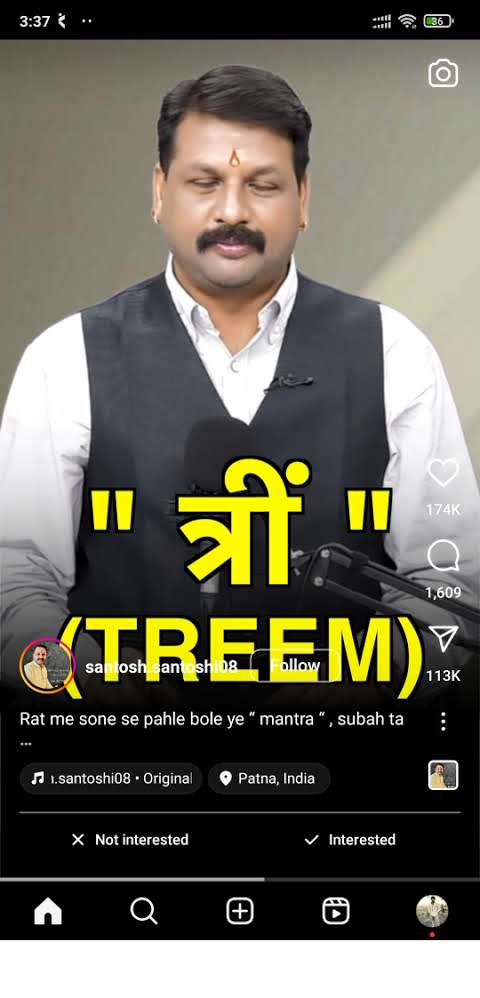 3:37
36
" त्रीं "
174K
1,609
(TREEM)
santosh.santoshi08 Follow
113K
Rat me sone se pahle bole ye “ mantra “ , subah ta
...
ı.santoshi08 • Original
Patna, India
Not interested
Interested